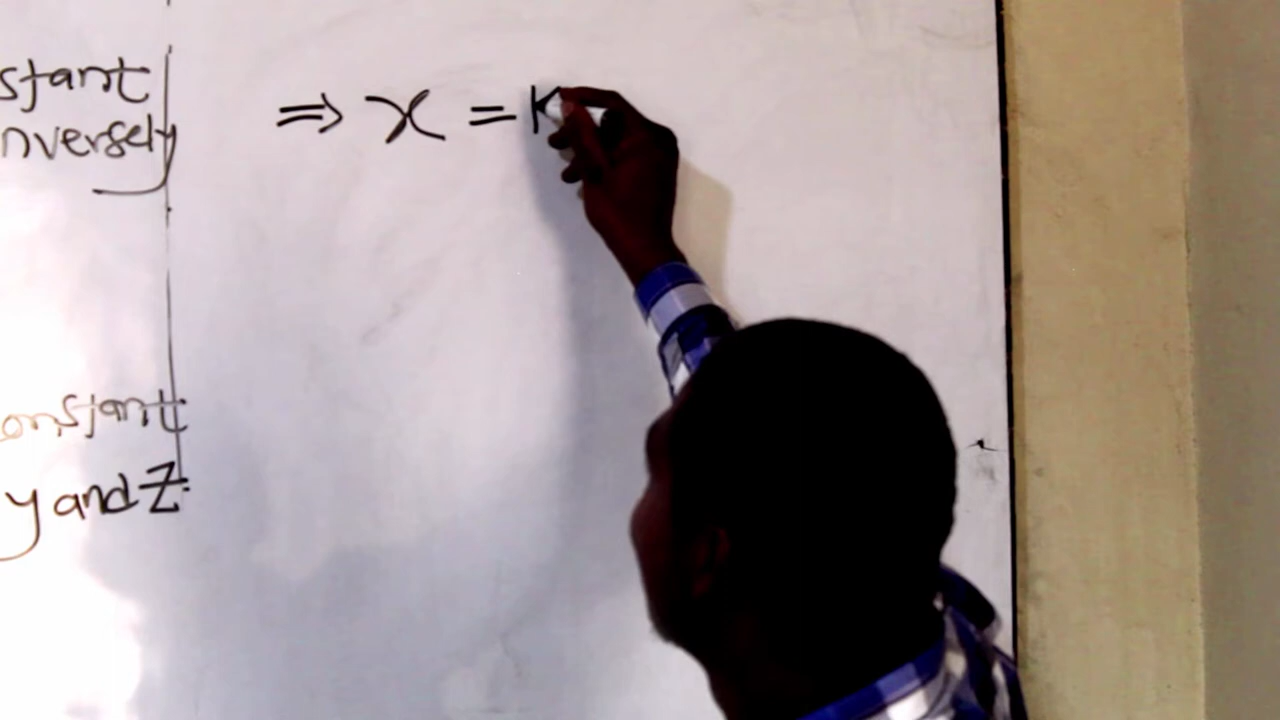 stant
nversely
⇒ x = K
onstant
y and Z.